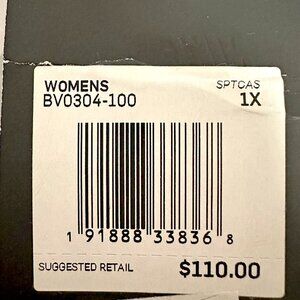 WOMENS SPTCAS
BV0304-100 1X
1 91888 33836 8
SUGGESTED RETAIL $110.00